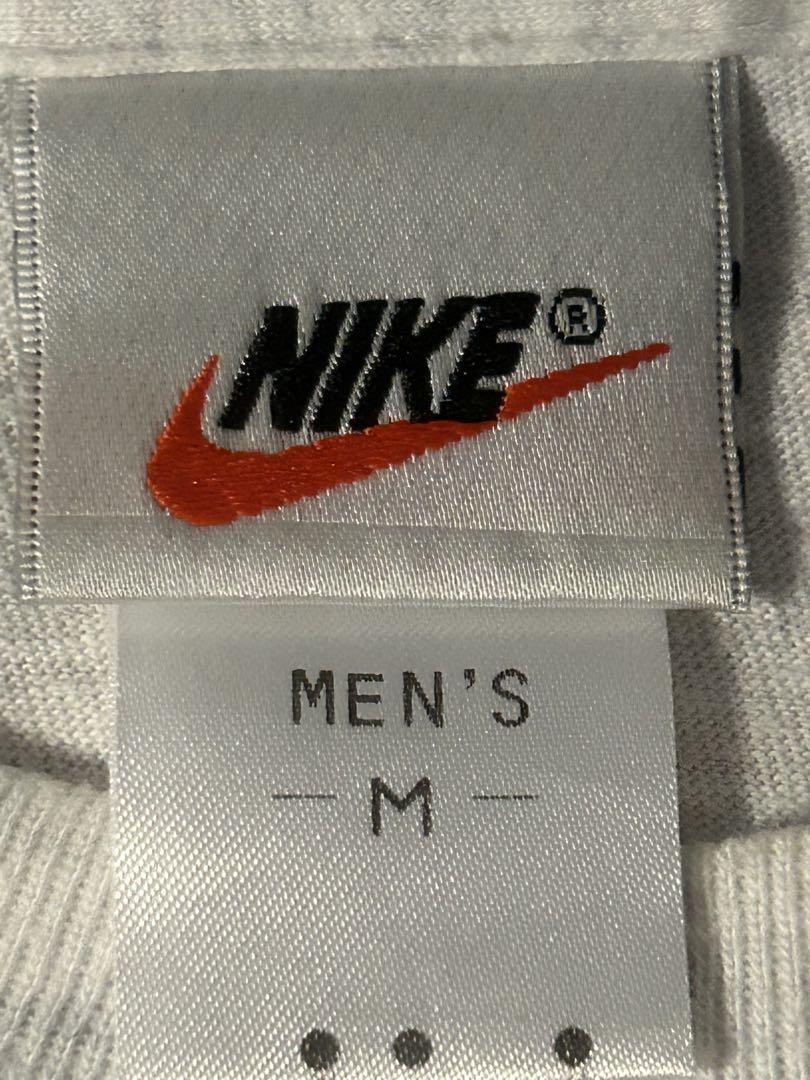 NIKE®
MEN'S
— M —